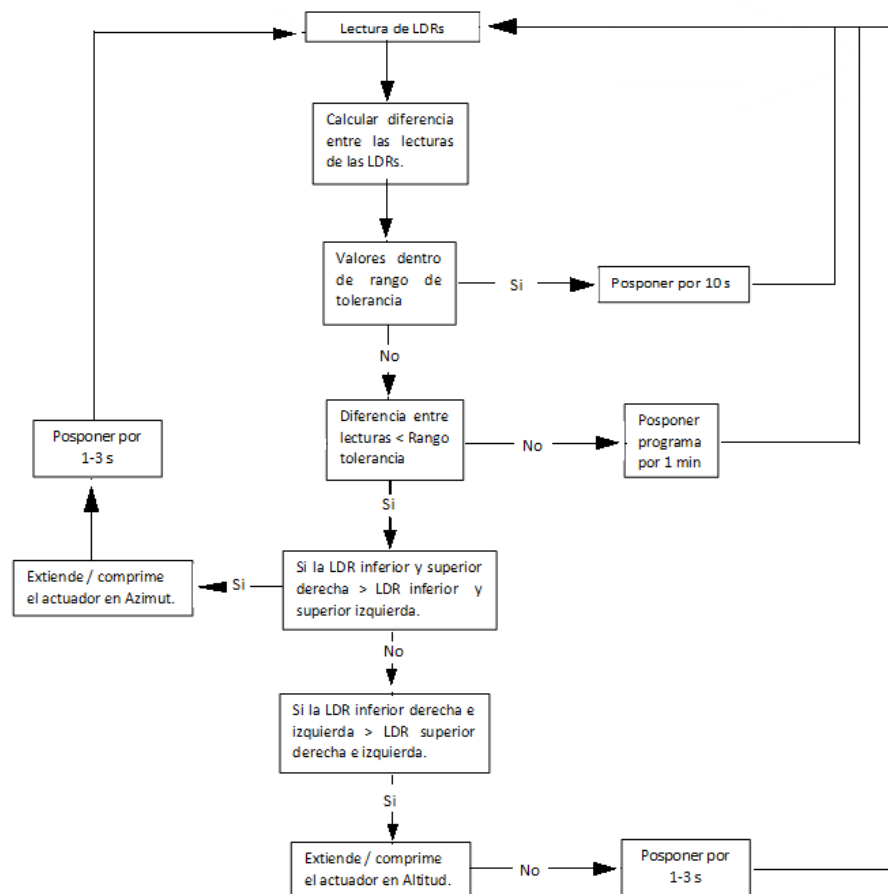 Lectura de LDRs
Calcular diferencia
entre las lecturas
de las LDRs.
Valores dentro
de rango de
tolerancia
Si
Posponer por 10 s
No
Diferencia entre
lecturas < Rango
tolerancia
No
Posponer
programa
por 1 min
Posponer por
1-3 s
Si
Si la LDR inferior y superior
derecha > LDR inferior y
superior izquierda.
Si
Extiende / comprime
el actuador en Azimut.
No
Si la LDR inferior derecha e
izquierda > LDR superior
derecha e izquierda.
Si
Extiende / comprime
el actuador en Altitud.
No
Posponer por
1-3 s